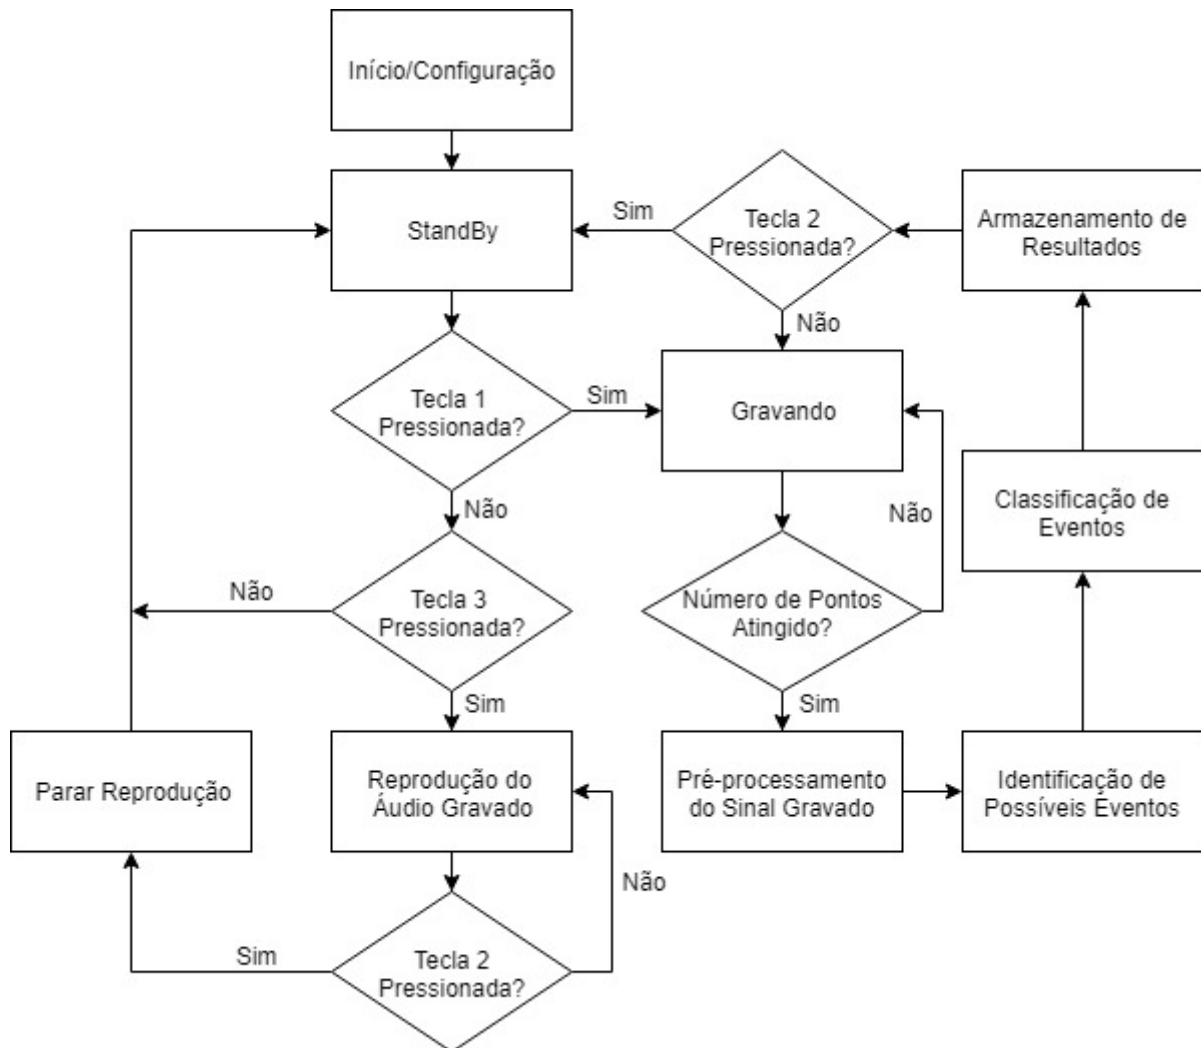 Início/Configuração
StandBy
Sim
Tecla 2
Pressionada?
Armazenamento de
Resultados
Não
Tecla 1
Pressionada?
Sim
Gravando
Não
Não
Classificação de
Eventos
Não
Tecla 3
Pressionada?
Número de Pontos
Atingido?
Sim
Sim
Parar Reprodução
Reprodução do
Áudio Gravado
Pré-processamento
do Sinal Gravado
Identificação de
Possíveis Eventos
Não
Sim
Tecla 2
Pressionada?